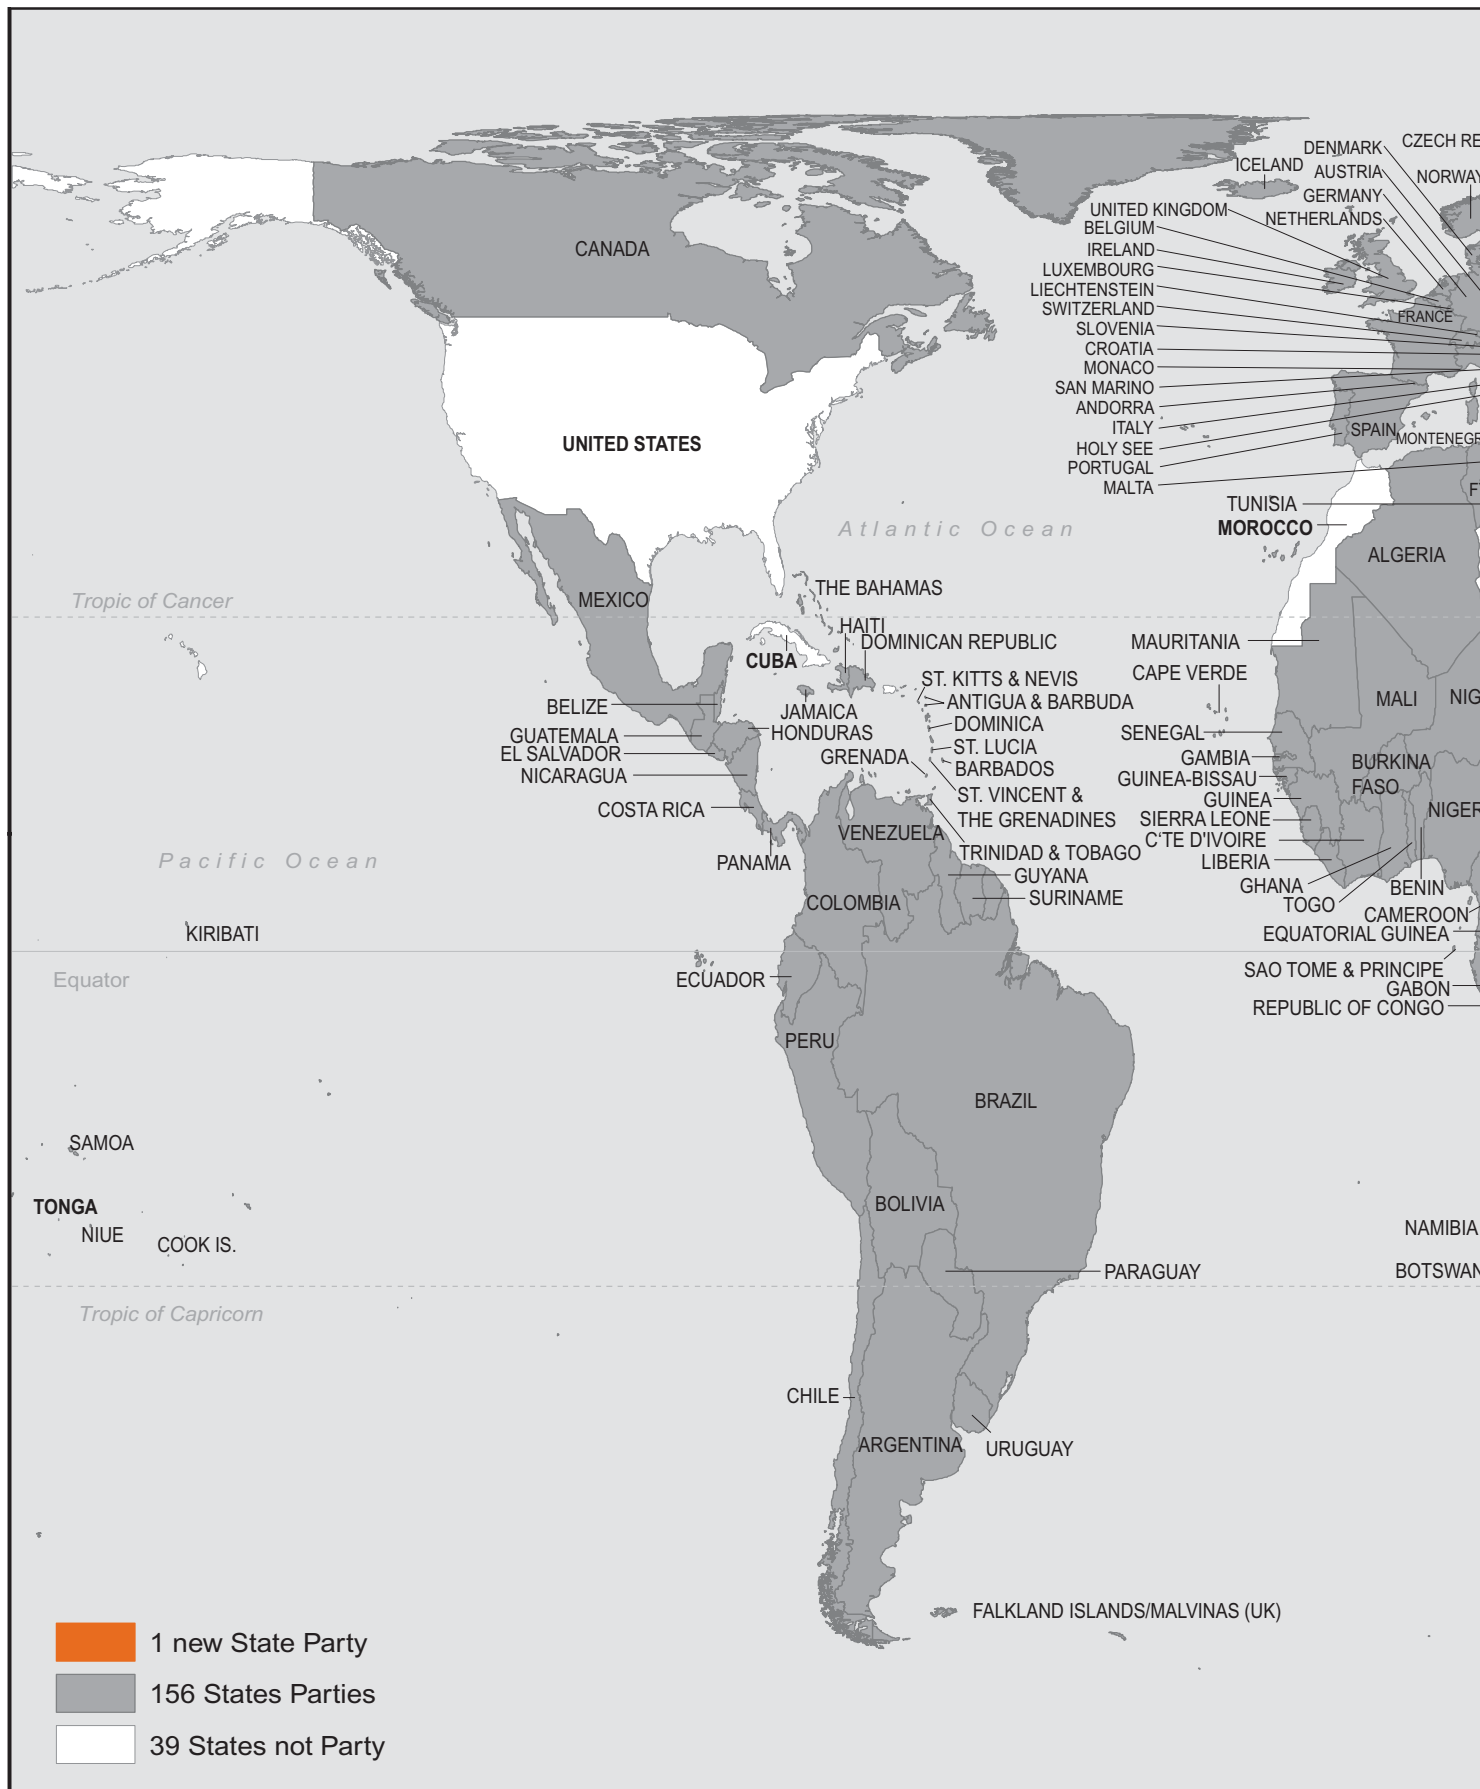 CZECH RE
DENMARK
ICELAND
AUSTRIA
NORWAY
GERMANY
UNITED KINGDOM
NETHERLANDS
BELGIUM
CANADA
IRELAND
LUXEMBOURG
LIECHTENSTEIN
SWITZERLAND
FRANCE
SLOVENIA
CROATIA
MONACO
SAN MARINO
ANDORRA
ITALY
SPAIN
UNITED STATES
MONTENEGR
HOLY SEE
PORTUGAL
MALTA
F
TUNISIA
Atlantic Ocean
MOROCCO
ALGERIA
THE BAHAMAS
Tropic of Cancer
MEXICO
HAITI
DOMINICAN REPUBLIC
MAURITANIA
CUBA
CAPE VERDE
ST. KITTS & NEVIS
MALI
NIG
BELIZE
ANTIGUA & BARBUDA
JAMAICA
DOMINICA
HONDURAS
SENEGAL
GUATEMALA
ST. LUCIA
EL SALVADOR
GRENADA
GAMBIA
BURKINA
FASO
BARBADOS
NICARAGUA
GUINEA-BISSAU
ST. VINCENT &
THE GRENADINES
GUINEA
COSTA RICA
NIGER
SIERRA LEONE
VENEZUELA
C'TE D'IVOIRE
TRINIDAD & TOBAGO
Pacific Ocean
PANAMA
LIBERIA
GUYANA
GHANA
BENIN
SURINAME
COLOMBIA
TOGO
CAMEROON
KIRIBATI
EQUATORIAL GUINEA
SAO TOME & PRINCIPE
Equator
ECUADOR
GABON
REPUBLIC OF CONGO
PERU
BRAZIL
SAMOA
BOLIVIA
TONGA
NAMIBIA
NIUE
COOK IS.
PARAGUAY
BOTSWAN
Tropic of Capricorn
CHILE
ARGENTINA
URUGUAY
FALKLAND ISLANDS/MALVINAS (UK)
1 new State Party
156 States Parties
39 States not Party